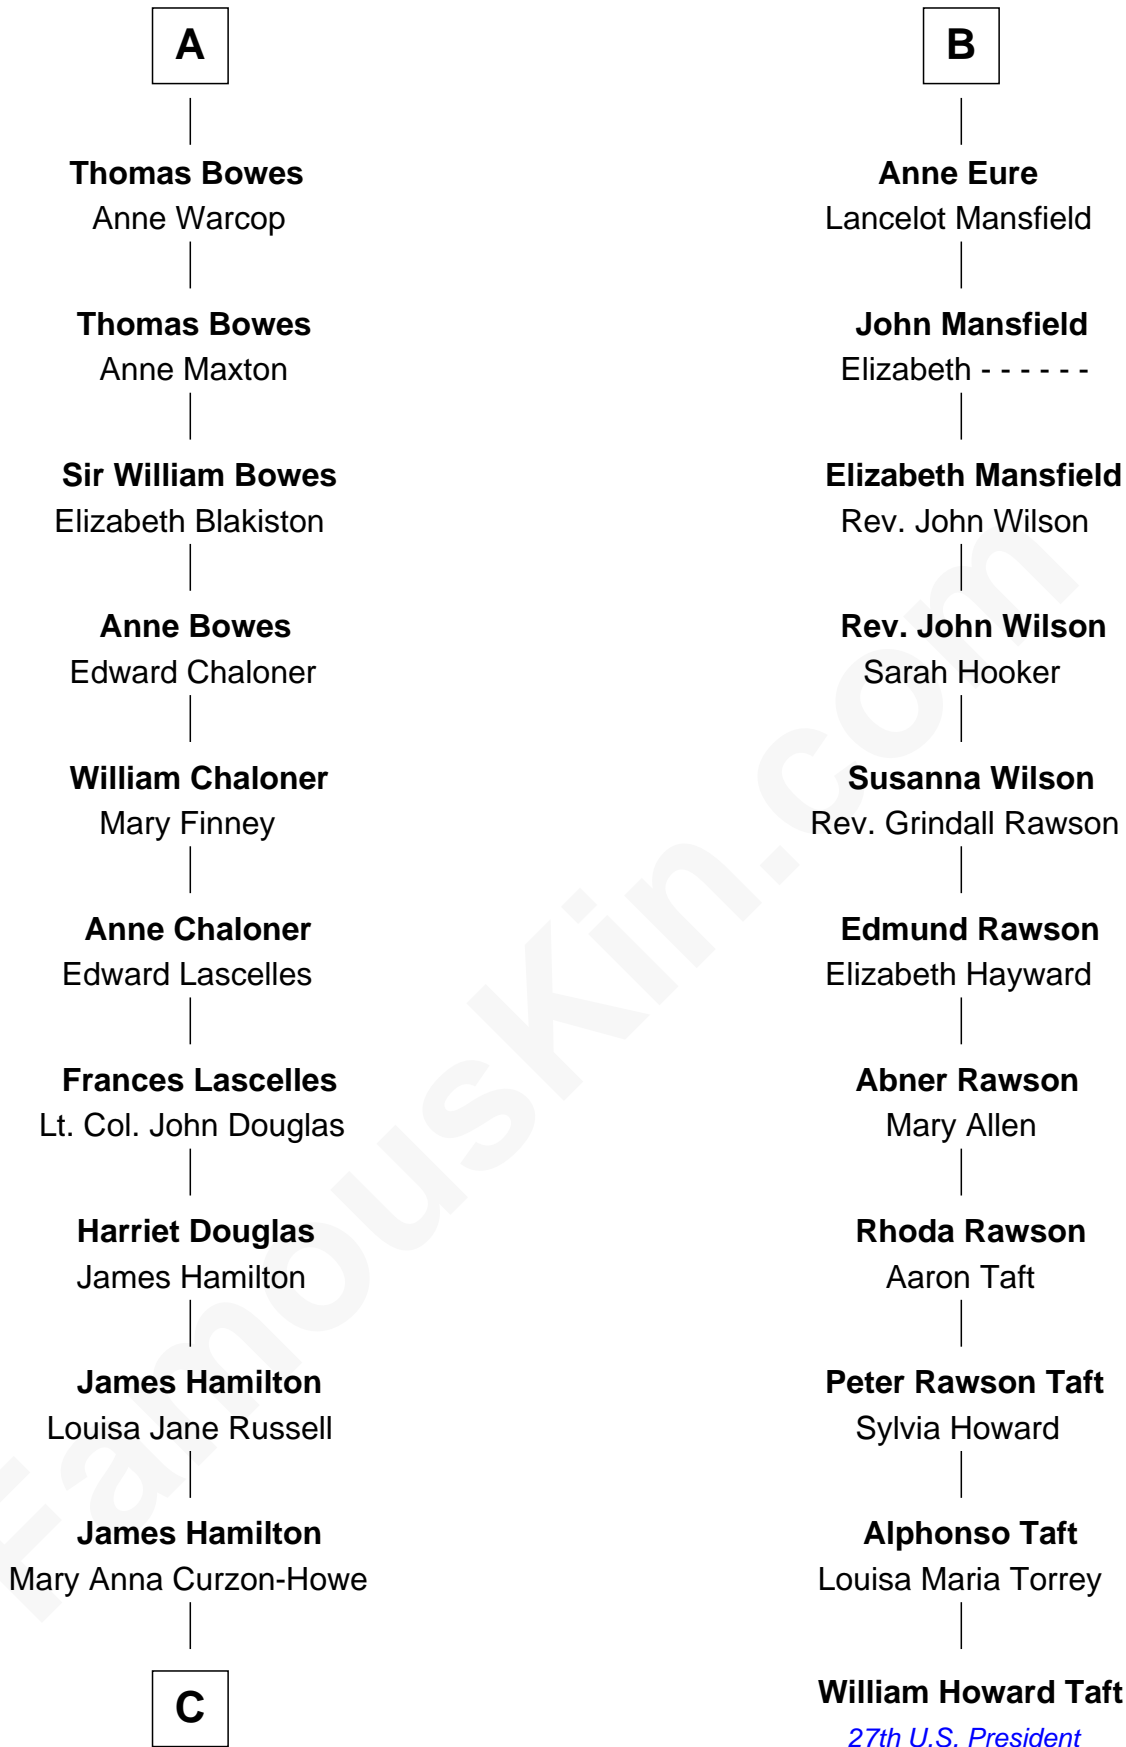 A
Thomas Bowes
Anne Warcop
Thomas Bowes
Anne Maxton
Sir William Bowes
Elizabeth Blakiston
Anne Bowes
Edward Chaloner
William Chaloner
Mary Finney
Anne Chaloner
Edward Lascelles
Frances Lascelles
Lt. Col. John Douglas
Harriet Douglas
James Hamilton
James Hamilton
Louisa Jane Russell
James Hamilton
Mary Anna Curzon-Howe
C
B
Anne Eure
Lancelot Mansfield
John Mansfield
Elizabeth - - - - - -
Elizabeth Mansfield
Rev. John Wilson
Rev. John Wilson
Sarah Hooker
Susanna Wilson
Rev. Grindall Rawson
Edmund Rawson
Elizabeth Hayward
Abner Rawson
Mary Allen
Rhoda Rawson
Aaron Taft
Peter Rawson Taft
Sylvia Howard
Alphonso Taft
Louisa Maria Torrey
William Howard Taft
27th U.S. President
FamousKin.com